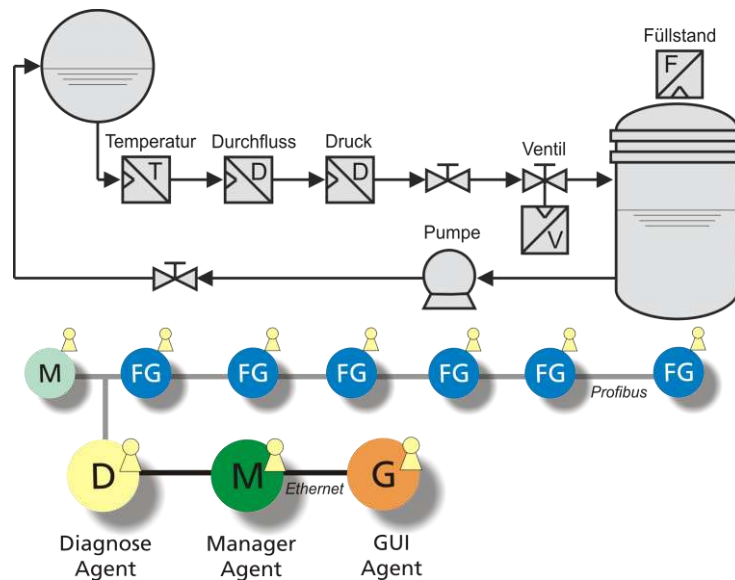 Füllstand
F
Temperatur Durchfluss Druck Ventil
T D D
V
Pumpe
M FG FG FG FG FG FG
Profibus
D M G
Ethernet
Diagnose Manager GUI
Agent Agent Agent